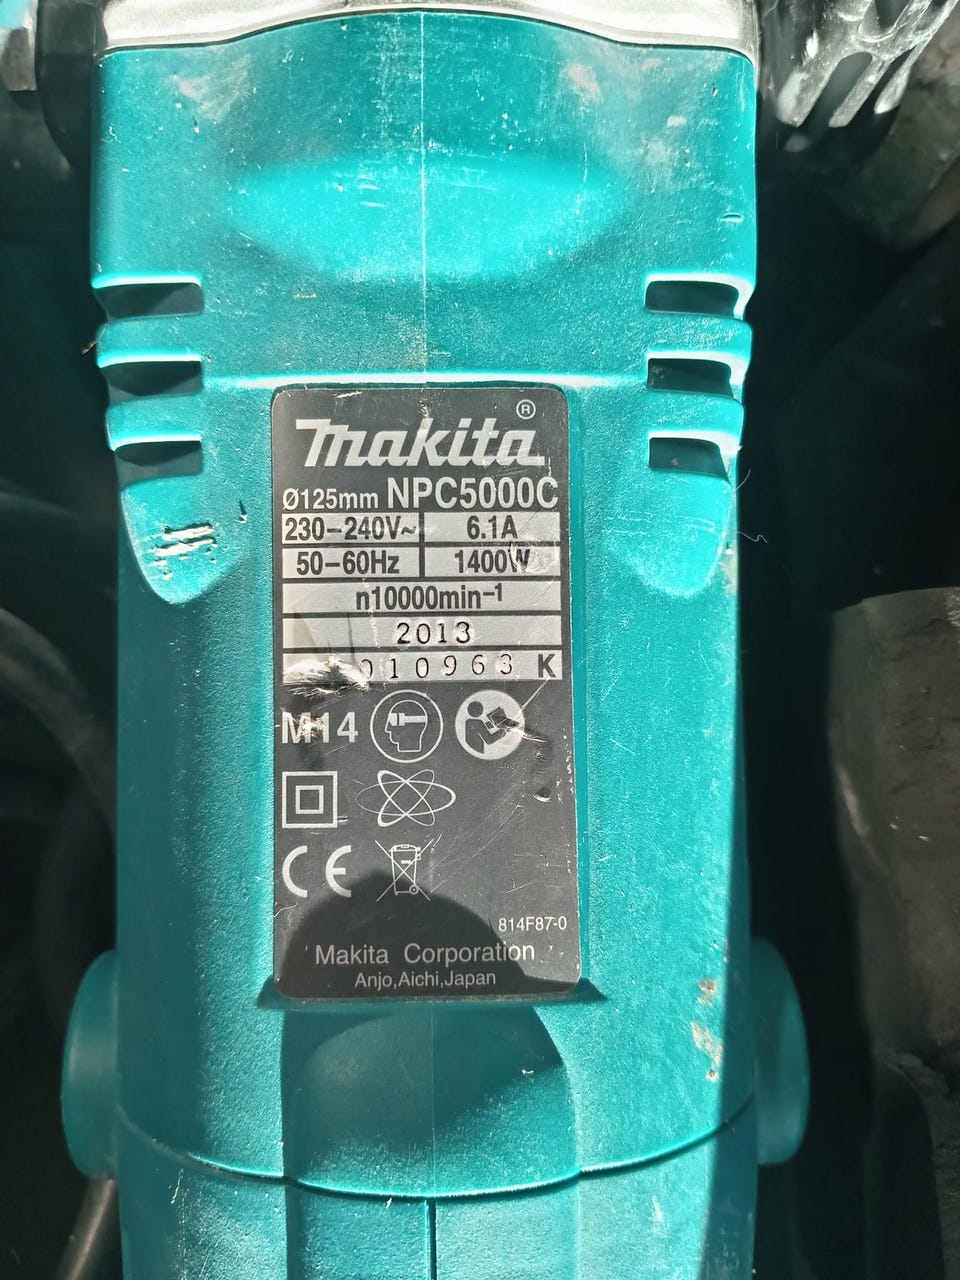 makita ®
Ø125mm NPC5000C
230-240V~ 6.1A
50-60Hz 1400W
n10000min⁻¹
2013
010963 K
M14
CE
814F87-0
Makita Corporation
Anjo,Aichi,Japan